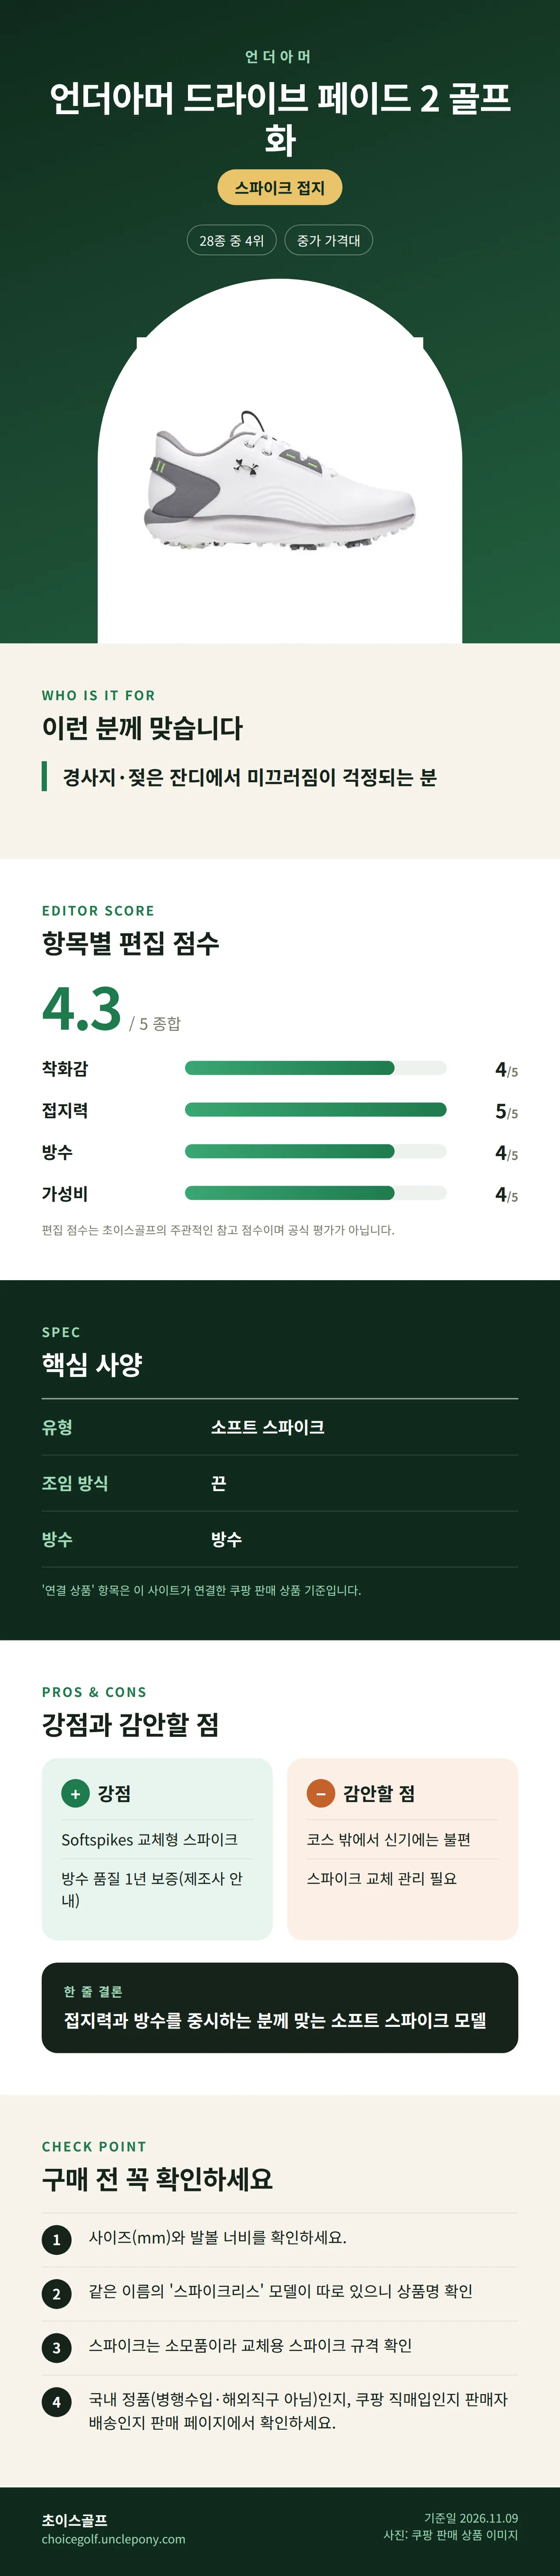 언더아머
언더아머 드라이브 페이드 2 골프
화
스파이크 접지
28종 중 4위
중가 가격대
WHO IS IT FOR
이런 분께 맞습니다
경사지·젖은 잔디에서 미끄러짐이 걱정되는 분
EDITOR SCORE
항목별 편집 점수
4.3 / 5 종합
착화감 4/5
접지력 5/5
방수 4/5
가성비 4/5
편집 점수는 초이스골프의 주관적인 참고 점수이며 공식 평가가 아닙니다.
SPEC
핵심 사양
유형 소프트 스파이크
조임 방식 끈
방수 방수
'연결 상품' 항목은 이 사이트가 연결한 쿠팡 판매 상품 기준입니다.
PROS & CONS
강점과 감안할 점
+ 강점
Softspikes 교체형 스파이크
방수 품질 1년 보증(제조사 안
내)
− 감안할 점
코스 밖에서 신기에는 불편
스파이크 교체 관리 필요
한 줄 결론
접지력과 방수를 중시하는 분께 맞는 소프트 스파이크 모델
CHECK POINT
구매 전 꼭 확인하세요
1 사이즈(mm)와 발볼 너비를 확인하세요.
2 같은 이름의 '스파이크리스' 모델이 따로 있으니 상품명 확인
3 스파이크는 소모품이라 교체용 스파이크 규격 확인
4 국내 정품(병행수입·해외직구 아님)인지, 쿠팡 직매입인지 판매자
배송인지 판매 페이지에서 확인하세요.
초이스골프
choicegolf.unclepony.com
기준일 2026.11.09
사진: 쿠팡 판매 상품 이미지